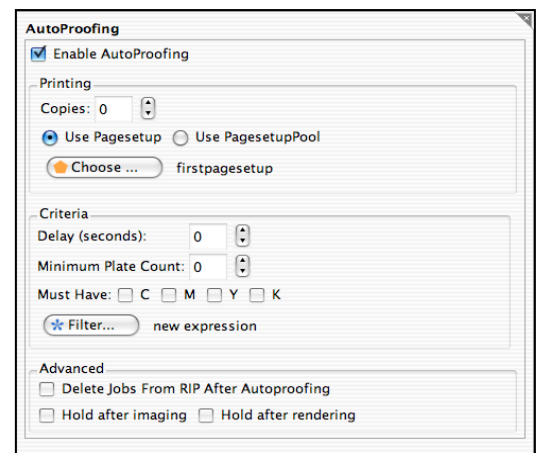 AutoProofing
Enable AutoProofing
Printing
Copies: 0
Use Pagesetup Use PagesetupPool
Choose ... firstpagesetup
Criteria
Delay (seconds): 0
Minimum Plate Count: 0
Must Have: C M Y K
Filter... new expression
Advanced
Delete Jobs From RIP After Autoproofing
Hold after imaging Hold after rendering